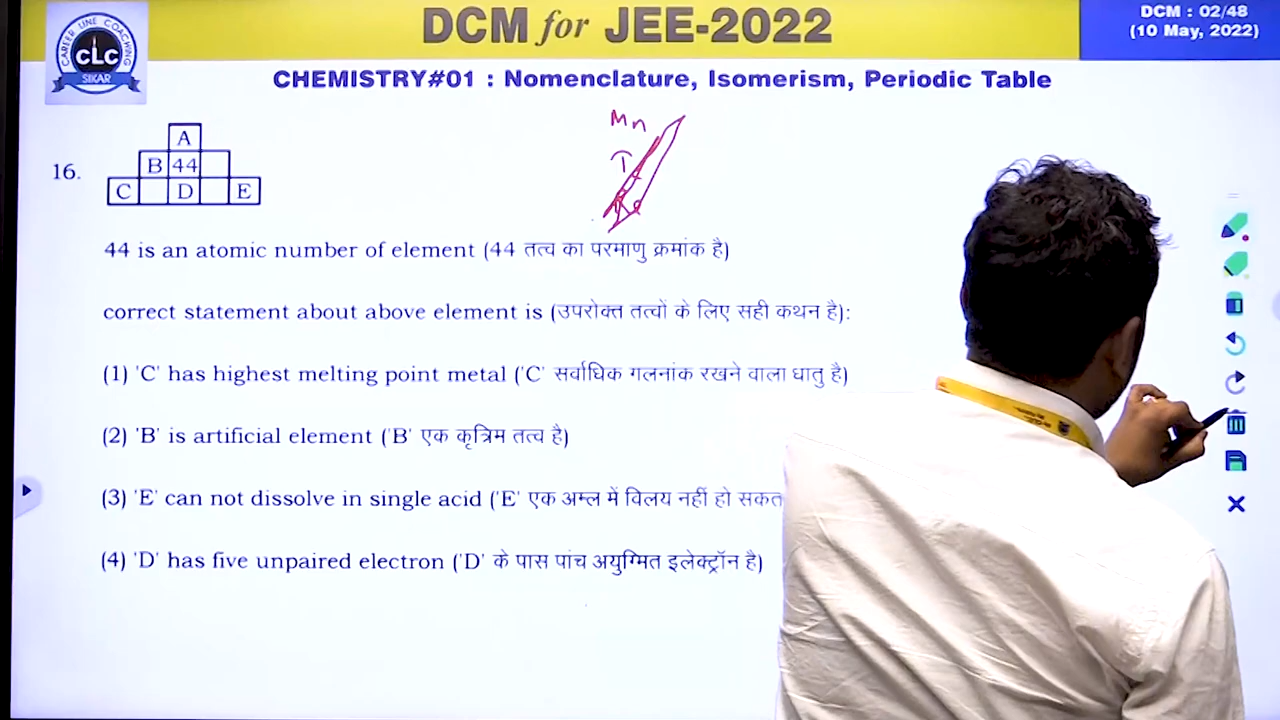 DCM for JEE-2022
DCM : 02/48
(10 May, 2022)
CAREER LINE COACHING
CLC
SIKAR
CHEMISTRY#01 : Nomenclature, Isomerism, Periodic Table
Mn
16.
A
B 44
C D E
44 is an atomic number of element (44 तत्व का परमाणु क्रमांक है)
correct statement about above element is (उपरोक्त तत्वों के लिए सही कथन है):
(1) 'C' has highest melting point metal ('C' सर्वाधिक गलनांक रखने वाला धातु है)
(2) 'B' is artificial element ('B' एक कृत्रिम तत्व है)
(3) 'E' can not dissolve in single acid ('E' एक अम्ल में विलय नहीं हो सकत
(4) 'D' has five unpaired electron ('D' के पास पांच अयुग्मित इलेक्ट्रॉन है)